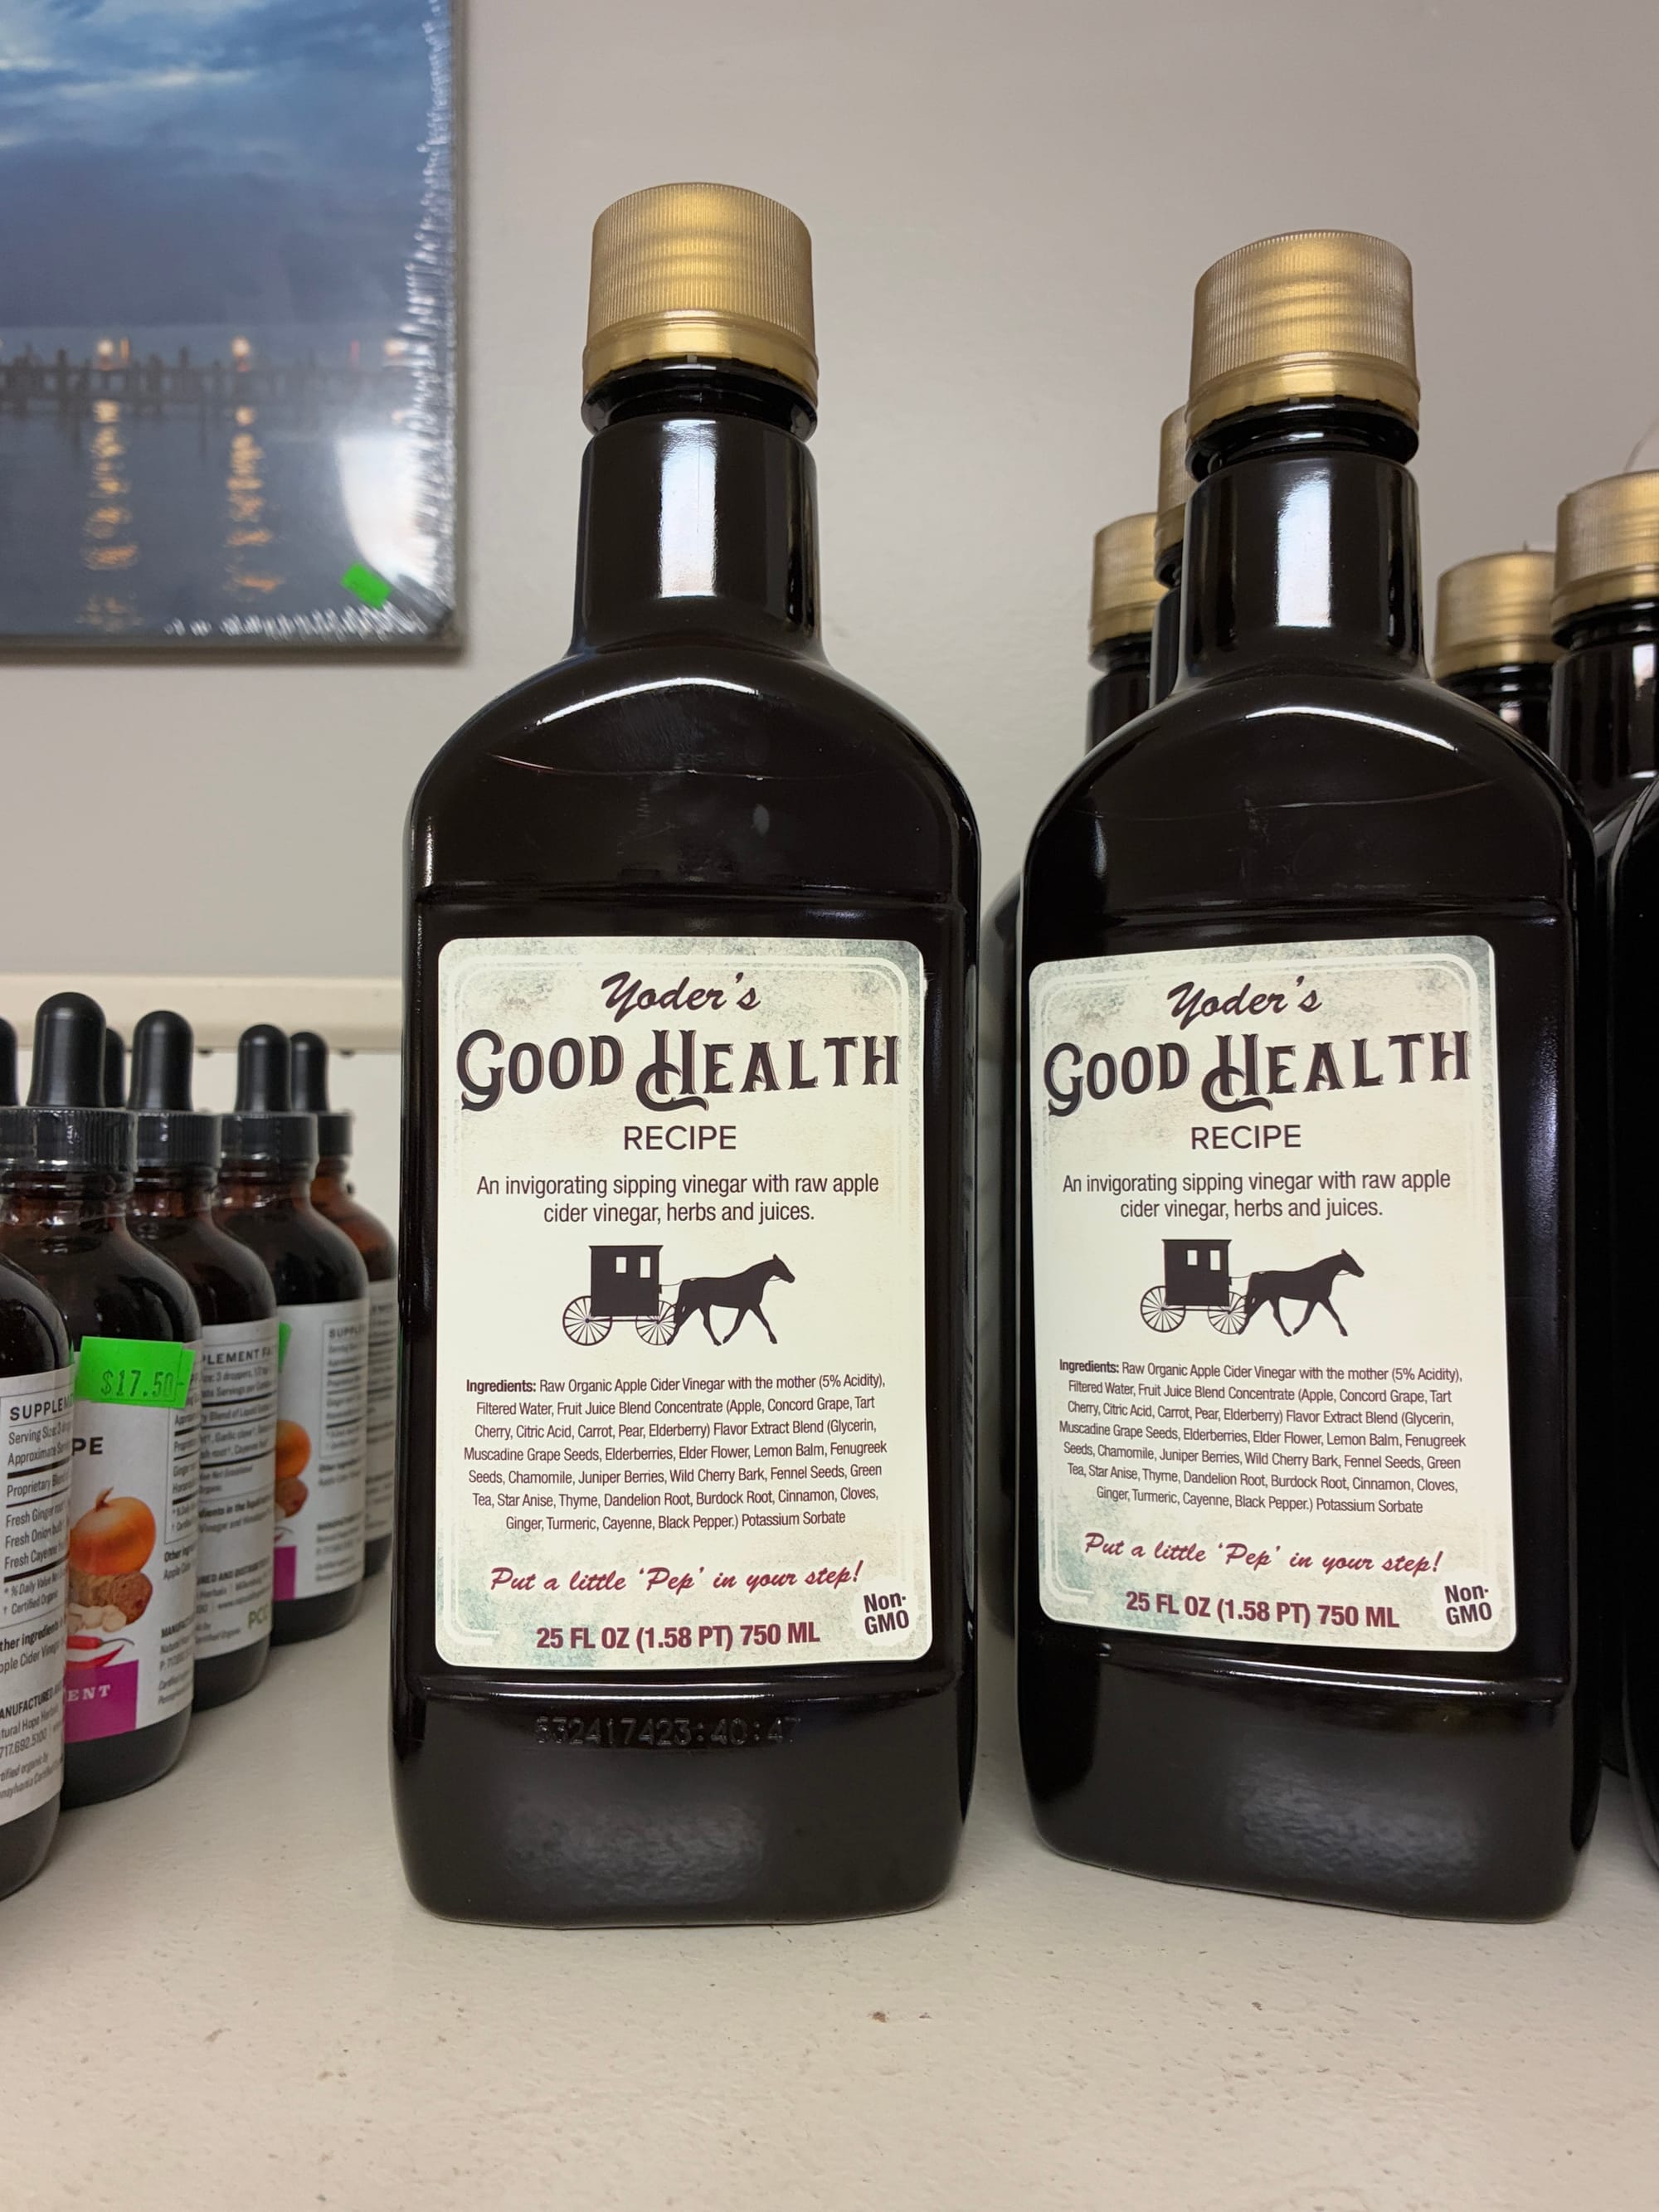 Yoder's
GOOD HEALTH
RECIPE
An invigorating sipping vinegar with raw apple
cider vinegar, herbs and juices.
Ingredients: Raw Organic Apple Cider Vinegar with the mother (5% Acidity),
Filtered Water, Fruit Juice Blend Concentrate (Apple, Concord Grape, Tart
Cherry, Citric Acid, Carrot, Pear, Elderberry) Flavor Extract Blend (Glycerin,
Muscadine Grape Seeds, Elderberries, Elder Flower, Lemon Balm, Fenugreek
Seeds, Chamomile, Juniper Berries, Wild Cherry Bark, Fennel Seeds, Green
Tea, Star Anise, Thyme, Dandelion Root, Burdock Root, Cinnamon, Cloves,
Ginger, Turmeric, Cayenne, Black Pepper.) Potassium Sorbate
Put a little 'Pep' in your step!
Non-
GMO
25 FL OZ (1.58 PT) 750 ML
Yoder's
GOOD HEALTH
RECIPE
An invigorating sipping vinegar with raw apple
cider vinegar, herbs and juices.
Ingredients: Raw Organic Apple Cider Vinegar with the mother (5% Acidity),
Filtered Water, Fruit Juice Blend Concentrate (Apple, Concord Grape, Tart
Cherry, Citric Acid, Carrot, Pear, Elderberry) Flavor Extract Blend (Glycerin,
Muscadine Grape Seeds, Elderberries, Elder Flower, Lemon Balm, Fenugreek
Seeds, Chamomile, Juniper Berries, Wild Cherry Bark, Fennel Seeds, Green
Tea, Star Anise, Thyme, Dandelion Root, Burdock Root, Cinnamon, Cloves,
Ginger, Turmeric, Cayenne, Black Pepper.) Potassium Sorbate
Put a little 'Pep' in your step!
Non-
GMO
25 FL OZ (1.58 PT) 750 ML
$17.50
Fresh Ginger
Fresh Onion
Fresh Cayenne